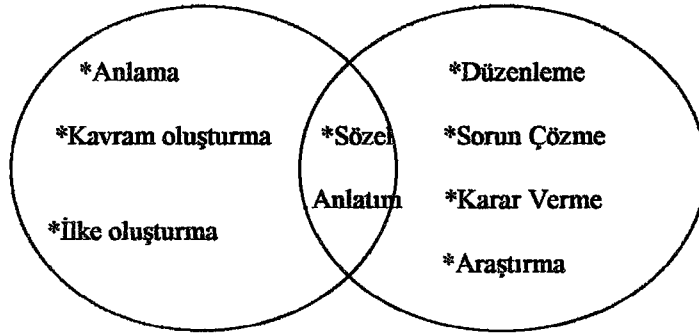 *Anlama
*Kavram oluşturma
*İlke oluşturma
*Sözel
Anlatım
*Düzenleme
*Sorun Çözme
*Karar Verme
*Araştırma